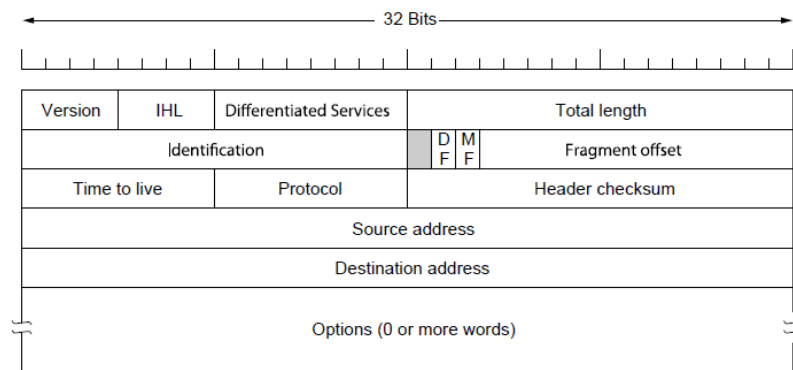 32 Bits
Version IHL Differentiated Services Total length
Identification D F M F Fragment offset
Time to live Protocol Header checksum
Source address
Destination address
Options (0 or more words)